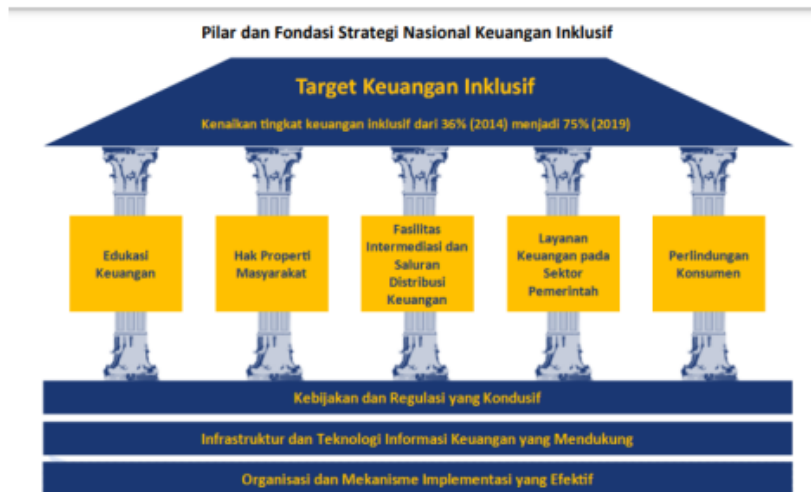 Pilar dan Fondasi Strategi Nasional Keuangan Inklusif
Target Keuangan Inklusif
Kenaikan tingkat keuangan inklusif dari 36% (2014) menjadi 75% (2019)
Edukasi
Keuangan
Hak Properti
Masyarakat
Fasilitas
Intermediasi dan
Saluran
Distribusi
Keuangan
Layanan
Keuangan pada
Sektor
Pemerintah
Perlindungan
Konsumen
Kebijakan dan Regulasi yang Kondusif
Infrastruktur dan Teknologi Informasi Keuangan yang Mendukung
Organisasi dan Mekanisme Implementasi yang Efektif